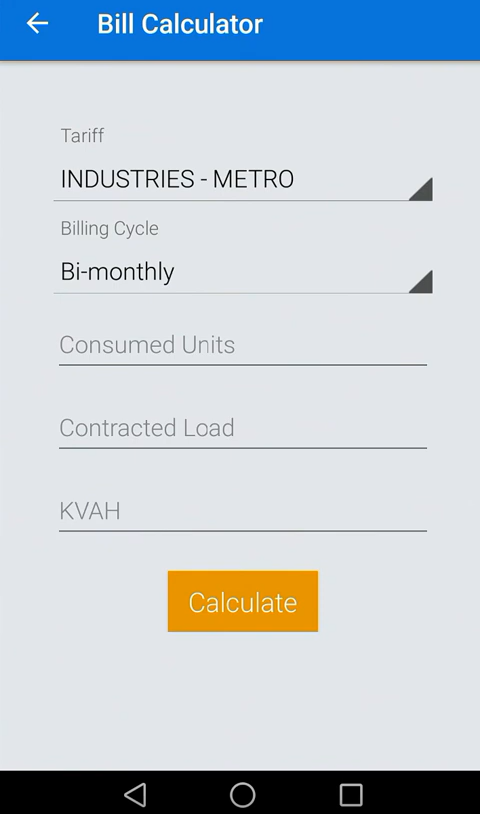 Bill Calculator
Tariff
INDUSTRIES - METRO
Billing Cycle
Bi-monthly
Consumed Units
Contracted Load
KVAH
Calculate